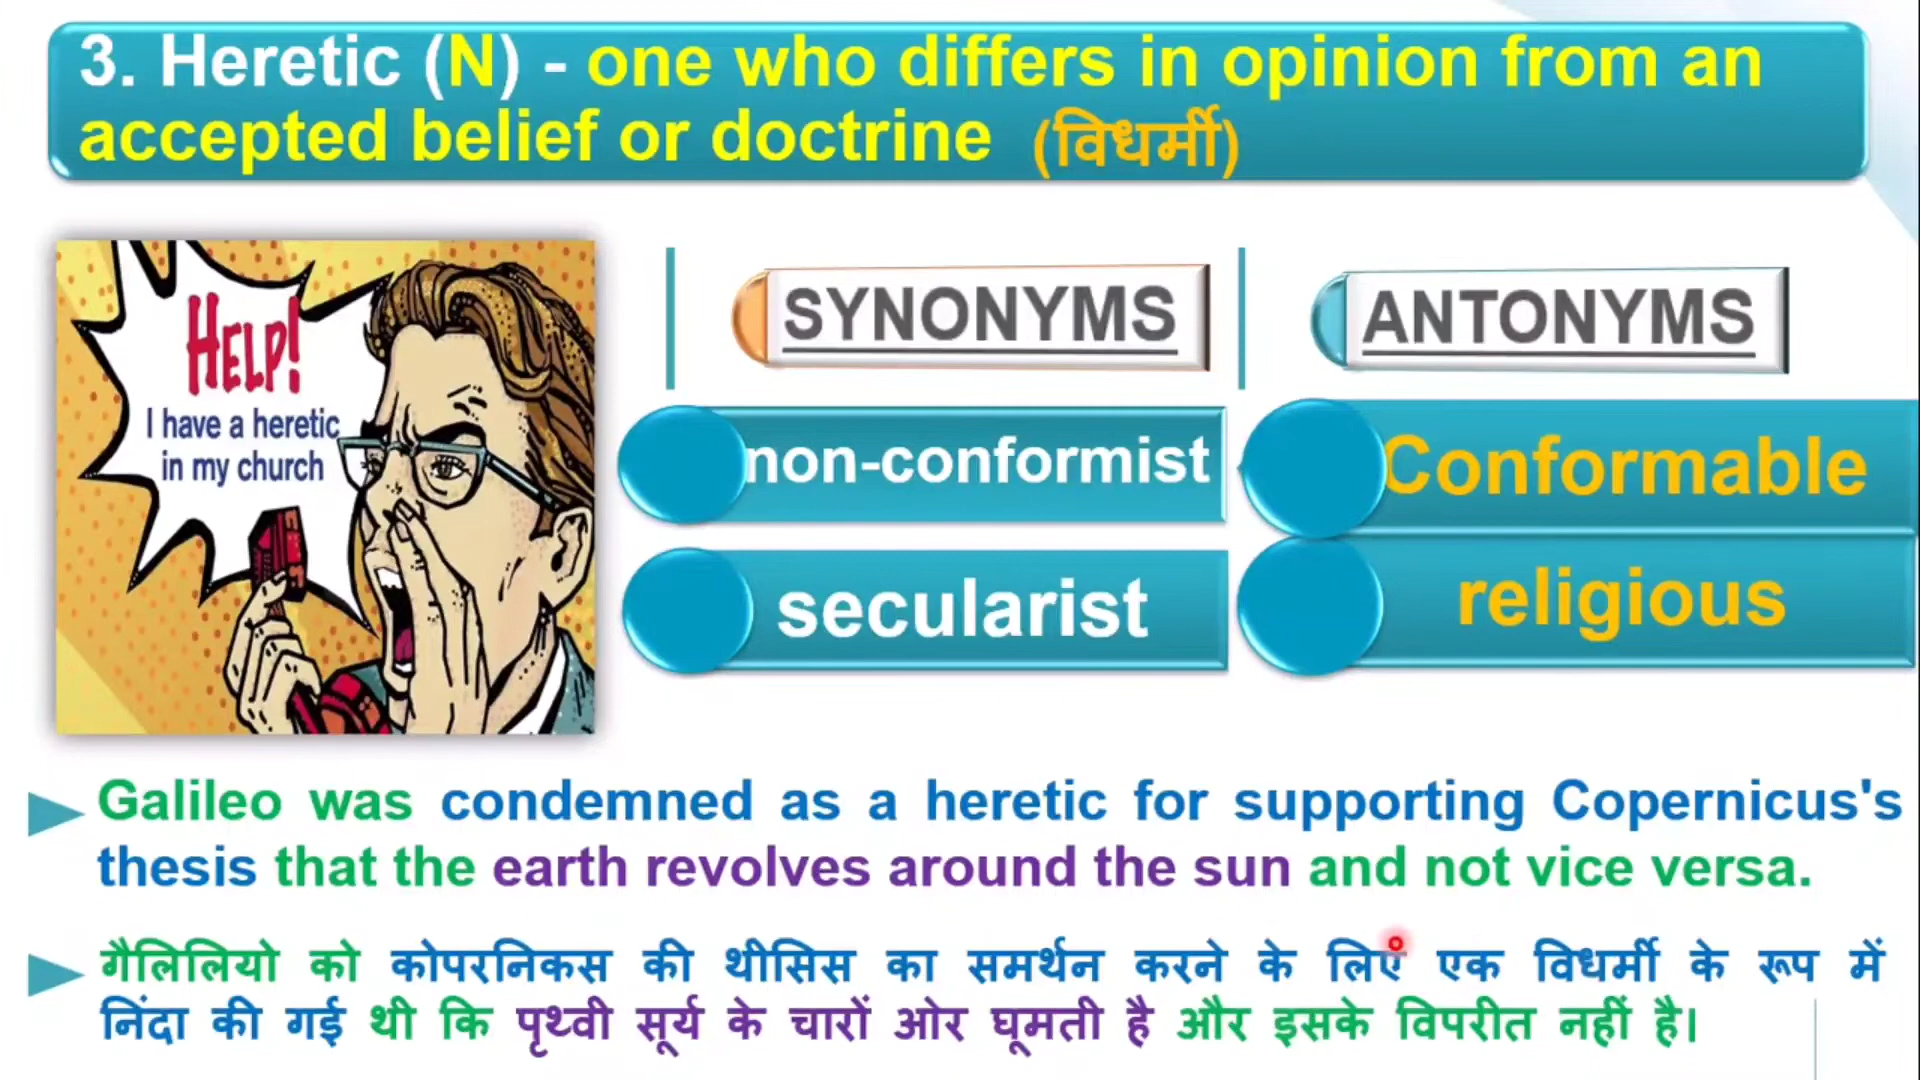 3. Heretic (N) - one who differs in opinion from an
accepted belief or doctrine (विधर्मी)
HELP!
I have a heretic
in my church
SYNONYMS
non-conformist
secularist
ANTONYMS
Conformable
religious
Galileo was condemned as a heretic for supporting Copernicus's
thesis that the earth revolves around the sun and not vice versa.
गैलिलियो को कोपरनिकस की थीसिस का समर्थन करने के लिए एक विधर्मी के रूप में
निंदा की गई थी कि पृथ्वी सूर्य के चारों ओर घूमती है और इसके विपरीत नहीं है।